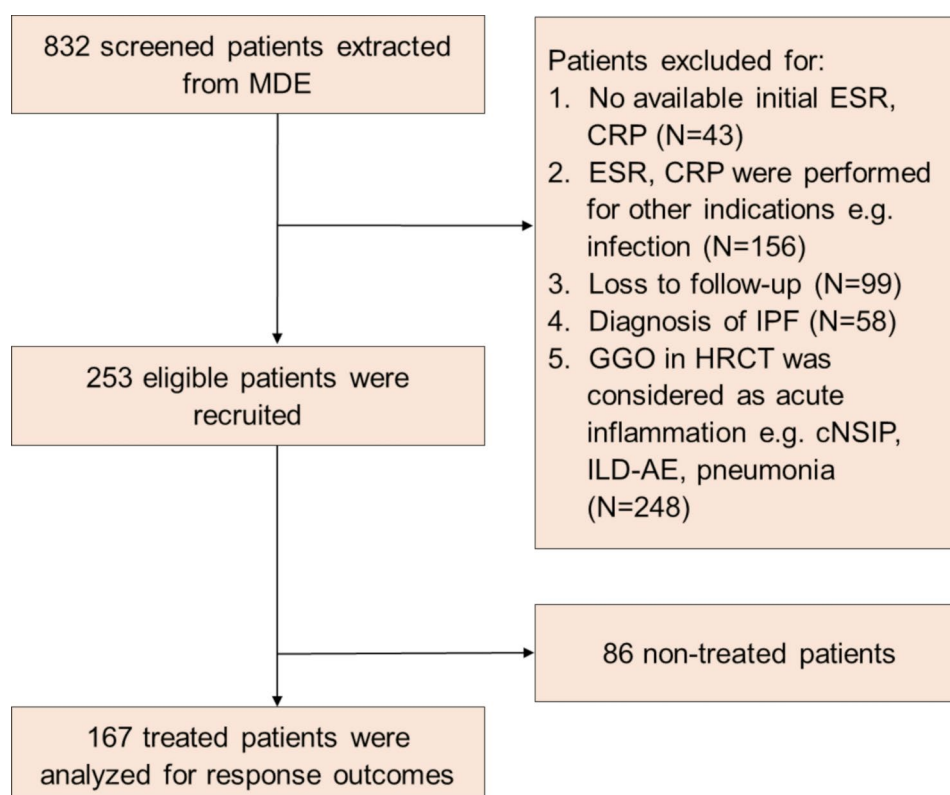 832 screened patients extracted
from MDE
Patients excluded for:
1. No available initial ESR,
CRP (N=43)
2. ESR, CRP were performed
for other indications e.g.
infection (N=156)
3. Loss to follow-up (N=99)
4. Diagnosis of IPF (N=58)
5. GGO in HRCT was
considered as acute
inflammation e.g. cNSIP,
ILD-AE, pneumonia
(N=248)
253 eligible patients were
recruited
86 non-treated patients
167 treated patients were
analyzed for response outcomes